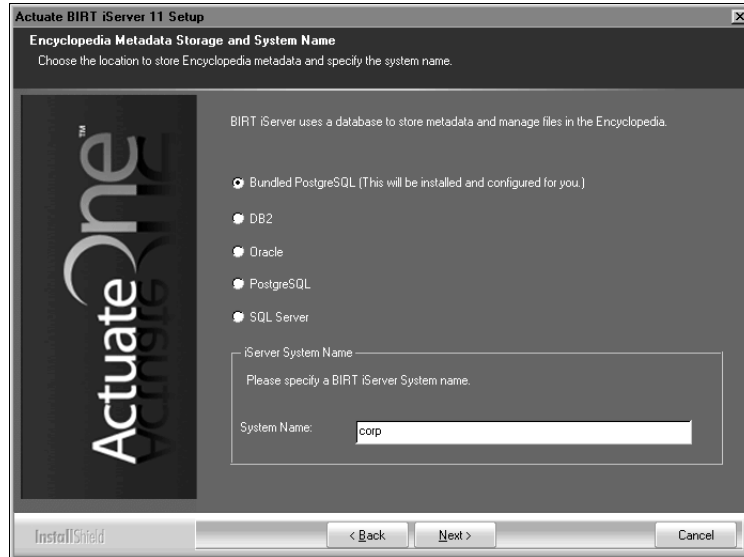 Actuate BIRT iServer 11 Setup
Encyclopedia Metadata Storage and System Name
Choose the location to store Encyclopedia metadata and specify the system name.
ActuateOne™
BIRT iServer uses a database to store metadata and manage files in the Encyclopedia.
Bundled PostgreSQL (This will be installed and configured for you.)
DB2
Oracle
PostgreSQL
SQL Server
iServer System Name
Please specify a BIRT iServer System name.
System Name: corp
InstallShield
< Back Next > Cancel